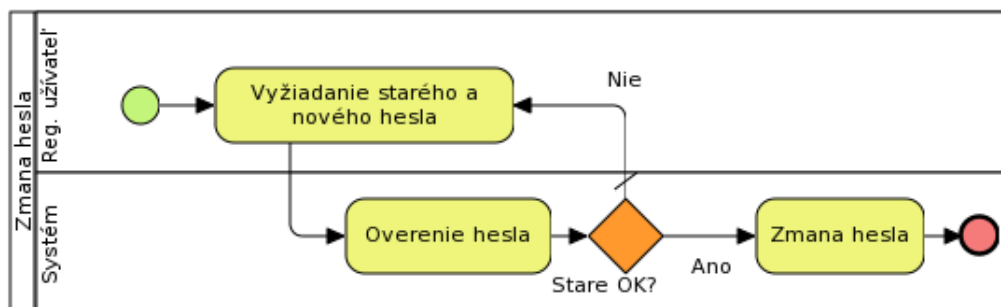 Zmana hesla
Reg. užívateľ
Vyžiadanie starého a
nového hesla
Nie
Systém
Overenie hesla
Stare OK?
Ano
Zmana hesla